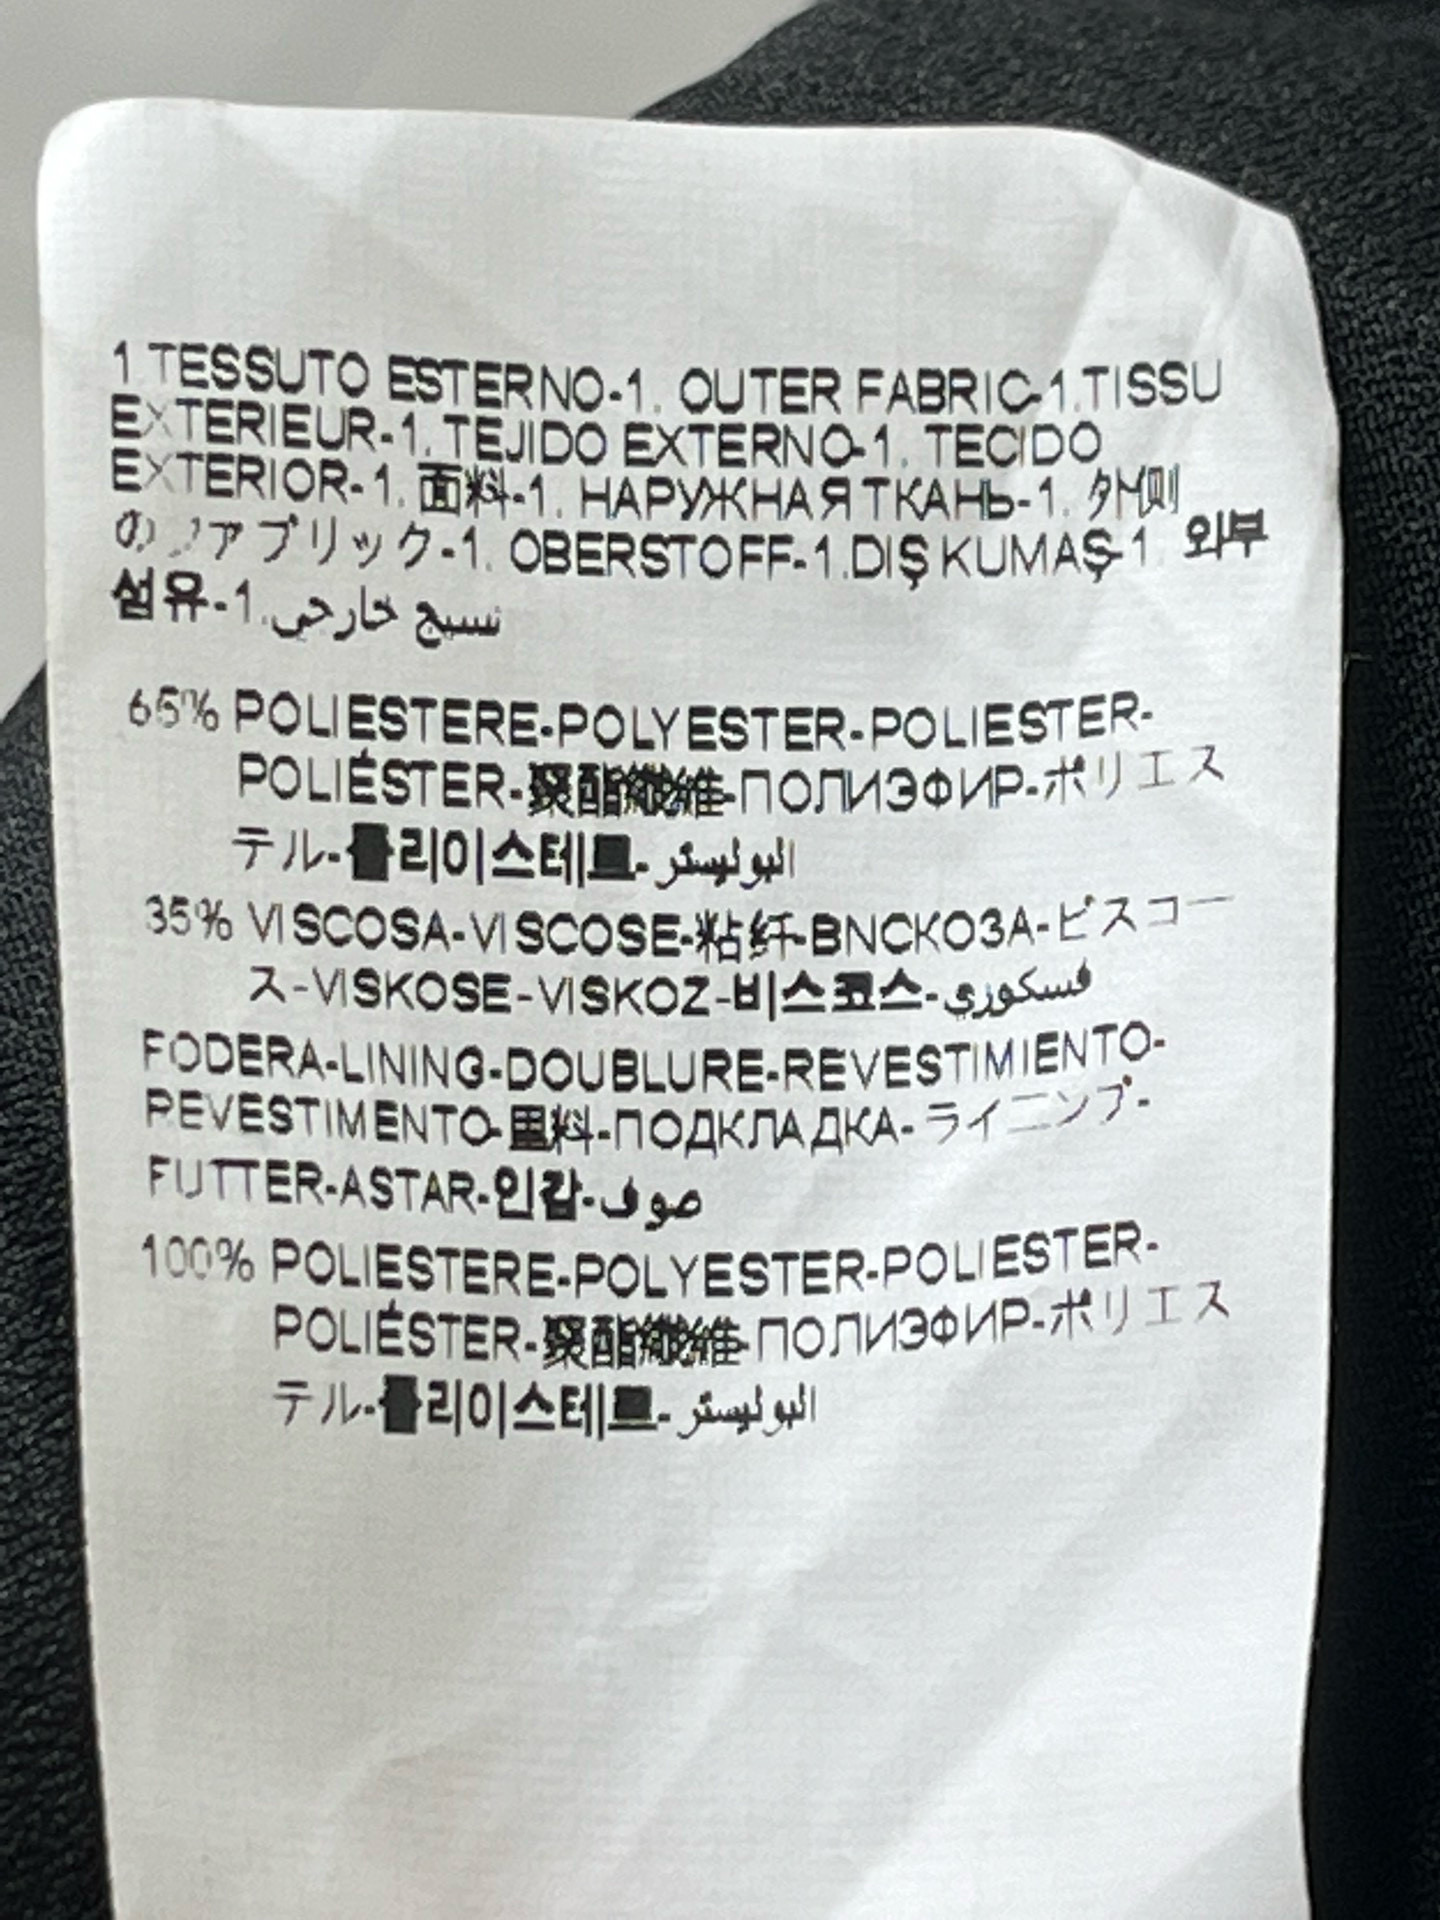 1 TESSUTO ESTERNO-1. OUTER FABRIC-1.TISSU
EXTERIEUR-1. TEJIDO EXTERNO-1. TECIDO
EXTERIOR-1. 面料-1. НАРУЖНАЯ ТКАНЬ-1. 外側
のファブリック-1. OBERSTOFF-1.DIŞ KUMAŞ-1 외부
섬유-1.نسيج خارجي
65% POLIESTERE-POLYESTER-POLIESTER-
POLIÉSTER-聚酯纖維-ПОЛИЭФИР-ポリエス
テル-폴리에스테르-البوليستر
35% VISCOSA-VISCOSE-粘纤-ВNСКОЗА-ビスコー
ス-VISKOSE-VISKOZ-비스코스-فسكوري
FODERA-LINING-DOUBLURE-REVESTIMIENTO-
REVESTIMENTO-里料-ПОДКЛАДКА-ライニング-
FUTTER-ASTAR-인갑-صوف
100% POLIESTERE-POLYESTER-POLIESTER-
POLIÉSTER-聚酯纖維-ПОЛИЭФИР-ポリエス
テル-폴리에스테르-البوليستر